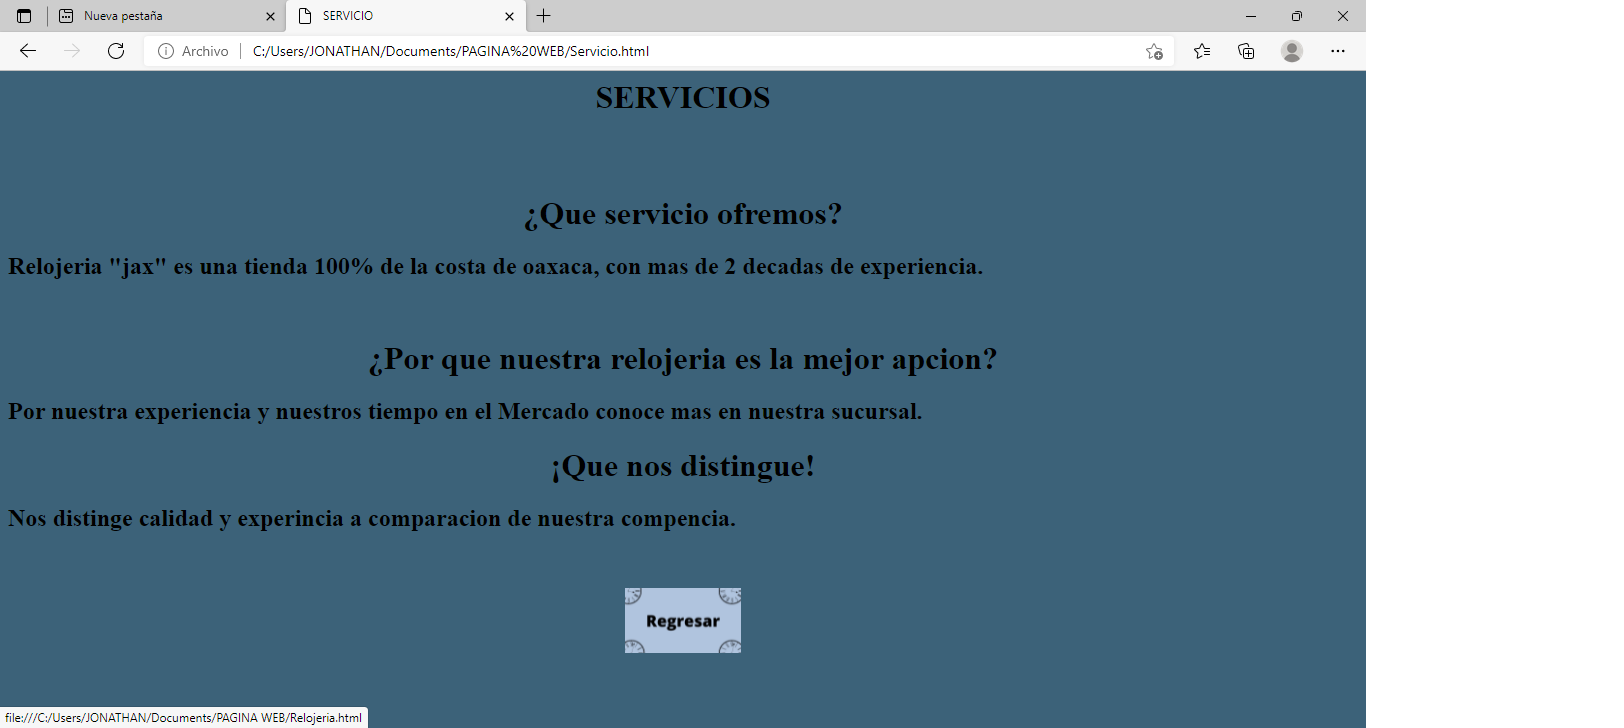 Nueva pestaña
SERVICIO
Archivo
C:/Users/JONATHAN/Documents/PAGINA%20WEB/Servicio.html
SERVICIOS
¿Que servicio ofremos?
Relojeria "jax" es una tienda 100% de la costa de oaxaca, con mas de 2 decadas de experiencia.
¿Por que nuestra relojeria es la mejor apcion?
Por nuestra experiencia y nuestros tiempo en el Mercado conoce mas en nuestra sucursal.
¡Que nos distingue!
Nos distinge calidad y experincia a comparacion de nuestra compencia.
Regresar
file:///C:/Users/JONATHAN/Documents/PAGINA WEB/Relojeria.html